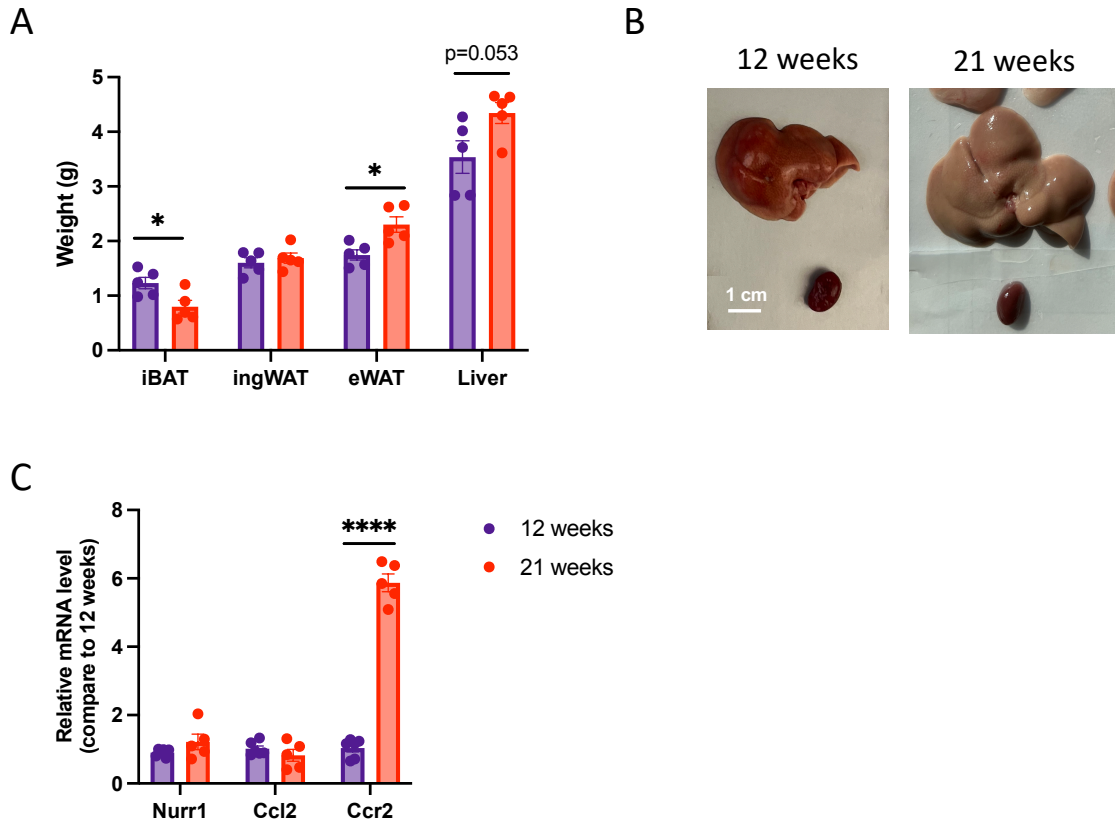 A
p=0.053
5
4
3
2
1
0
Weight (g)
*
*
iBAT ingWAT eWAT Liver
B
12 weeks 21 weeks
1 cm
C
8
6
4
2
0
Relative mRNA level
(compare to 12 weeks)
****
Nurr1 Ccl2 Ccr2
12 weeks
21 weeks